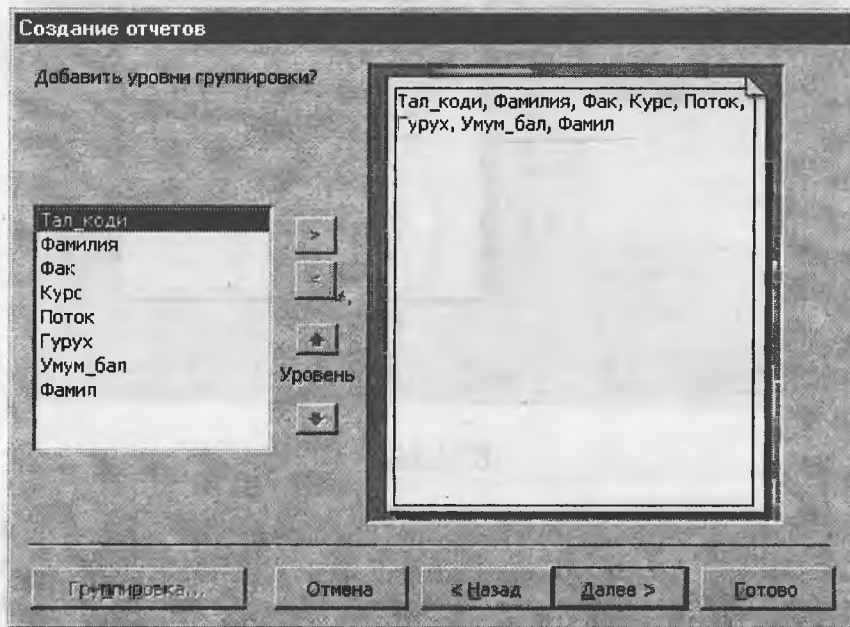 Создание отчетов
Добавить уровни группировки?
Тал_коди, Фамилия, Фак, Курс, Поток,
Гурух, Умум_бал, Фамил
Тал_коди
Фамилия
Фак
Курс
Поток
Гурух
Умум_бал
Фамил
>
<
Уровень
Группировка...
Отмена
< Назад
Далее >
Готово